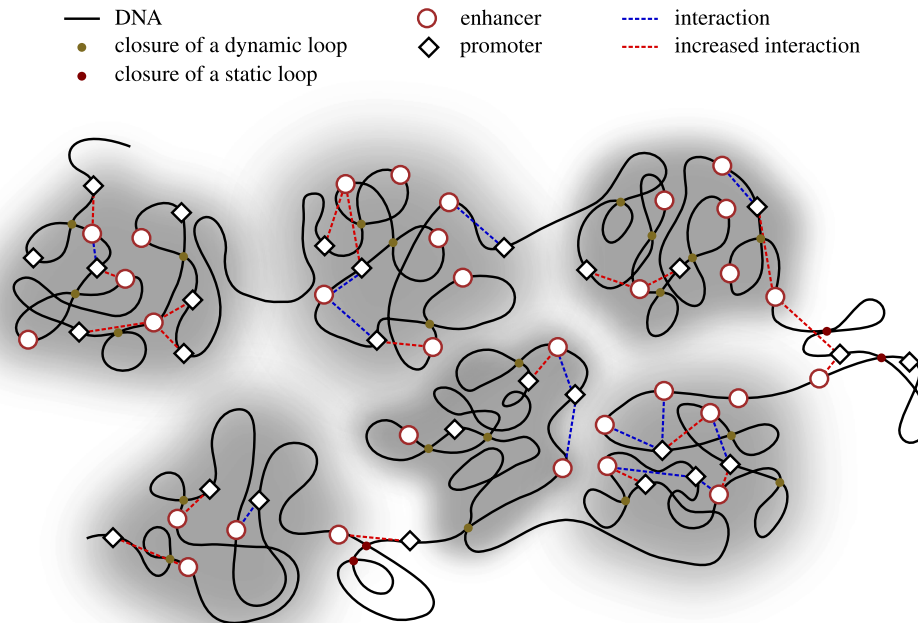 DNA
closure of a dynamic loop
closure of a static loop
enhancer
promoter
interaction
increased interaction